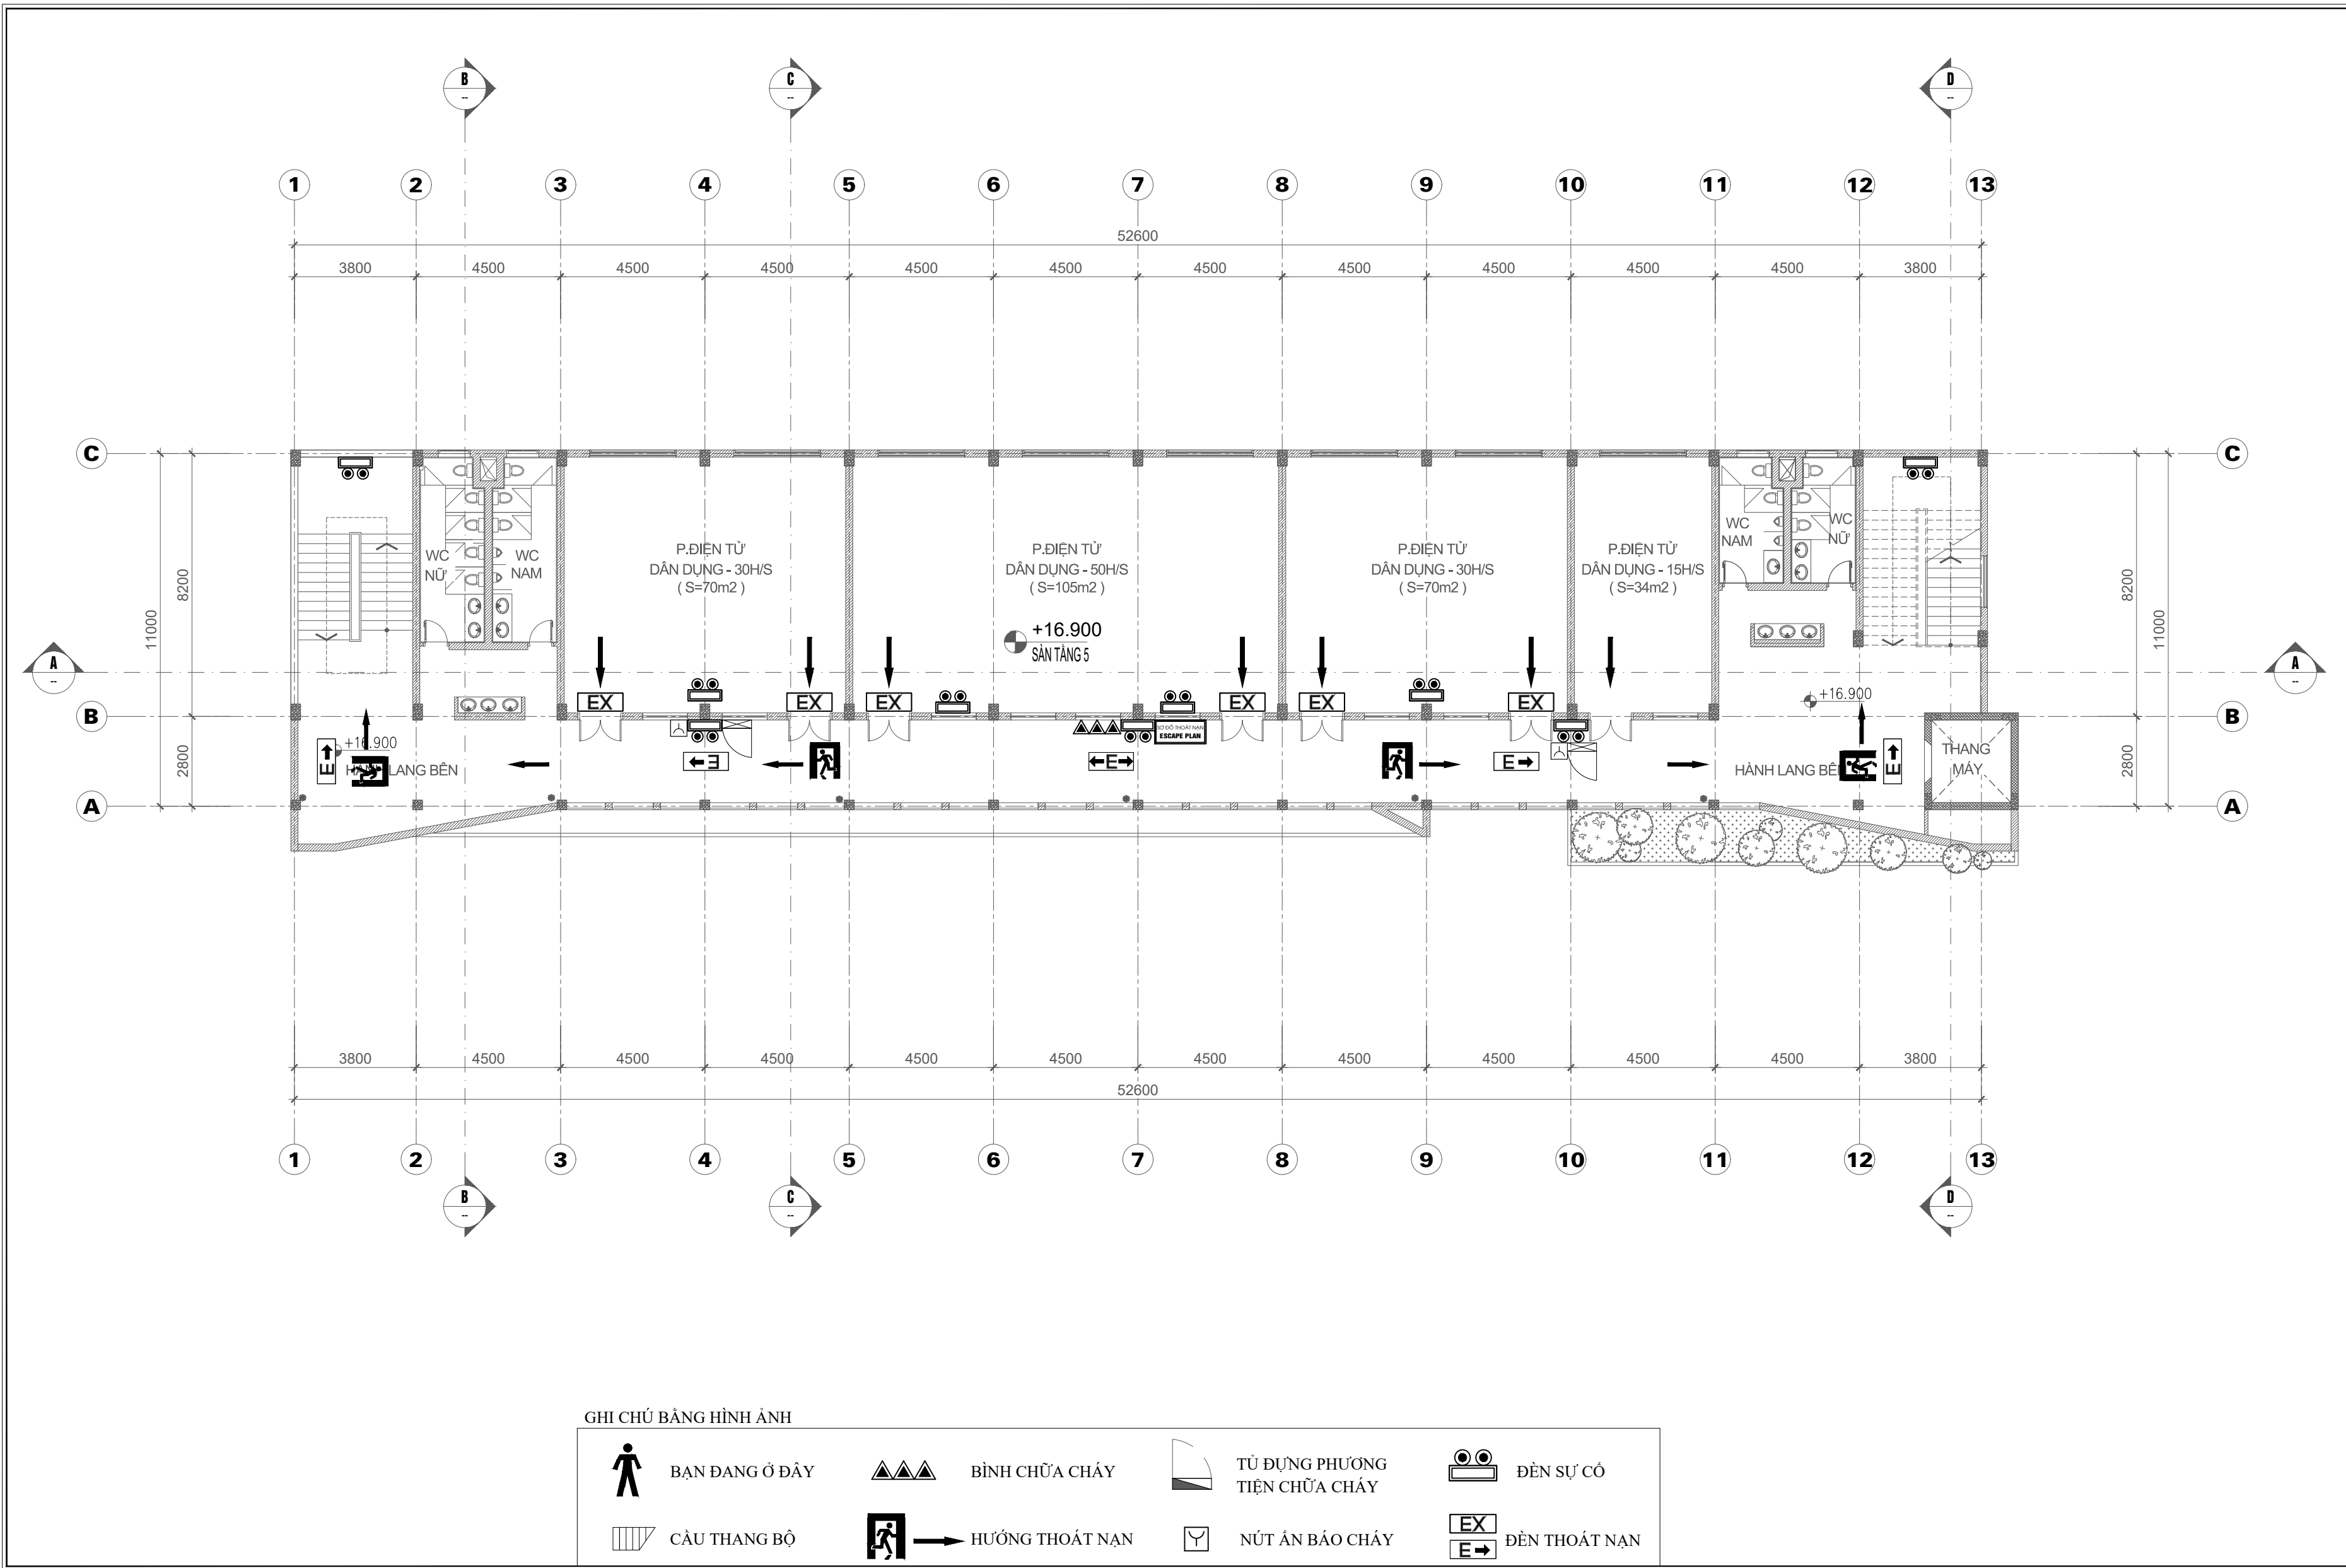 B
--
C
--
D
--
1 2 3 4 5 6 7 8 9 10 11 12 13
52600
3800 4500 4500 4500 4500 4500 4500 4500 4500 4500 4500 3800
C C
WC
NỮ
WC
NAM
P.ĐIỆN TỬ
DÂN DỤNG - 30H/S
( S=70m2 )
P.ĐIỆN TỬ
DÂN DỤNG - 50H/S
( S=105m2 )
P.ĐIỆN TỬ
DÂN DỤNG - 30H/S
( S=70m2 )
P.ĐIỆN TỬ
DÂN DỤNG - 15H/S
( S=34m2 )
WC
NAM
WC
NỮ
11000 8200 8200 11000
+16.900
SÀN TẦNG 5
A
--
A
--
EX EX EX EX EX EX
+16.900
B B
SƠ ĐỒ THOÁT NẠN
ESCAPE PLAN
+16.900
E E E E E
HÀNH LANG BÊN
HÀNH LANG BÊN
THANG
MÁY
2800 2800
A A
3800 4500 4500 4500 4500 4500 4500 4500 4500 4500 4500 3800
52600
1 2 3 4 5 6 7 8 9 10 11 12 13
B
--
C
--
D
--
GHI CHÚ BẰNG HÌNH ẢNH
BẠN ĐANG Ở ĐÂY
BÌNH CHỮA CHÁY
TỦ ĐỰNG PHƯƠNG
TIỆN CHỮA CHÁY
ĐÈN SỰ CỐ
CẦU THANG BỘ
HƯỚNG THOÁT NẠN
NÚT ẤN BÁO CHÁY
EX
E
ĐÈN THOÁT NẠN